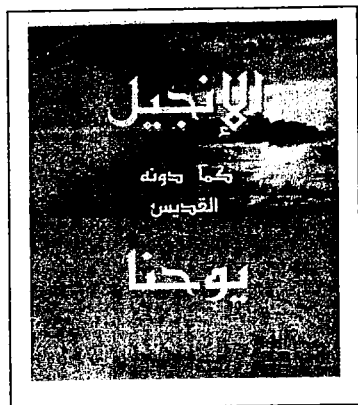 الإنجيل
كما دونه
القديس
يوحنا